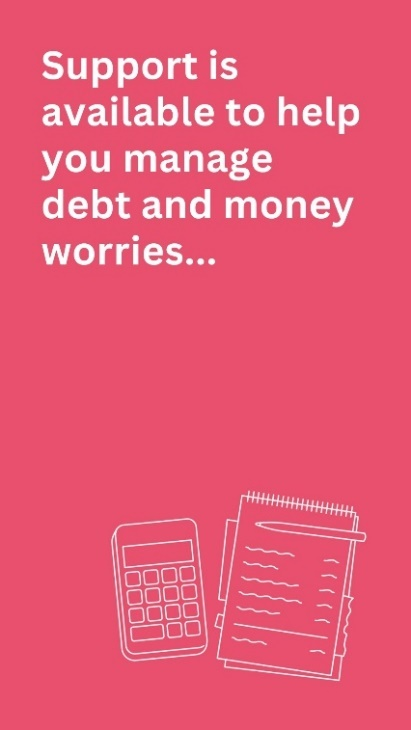 Support is
available to help
you manage
debt and money
worries...